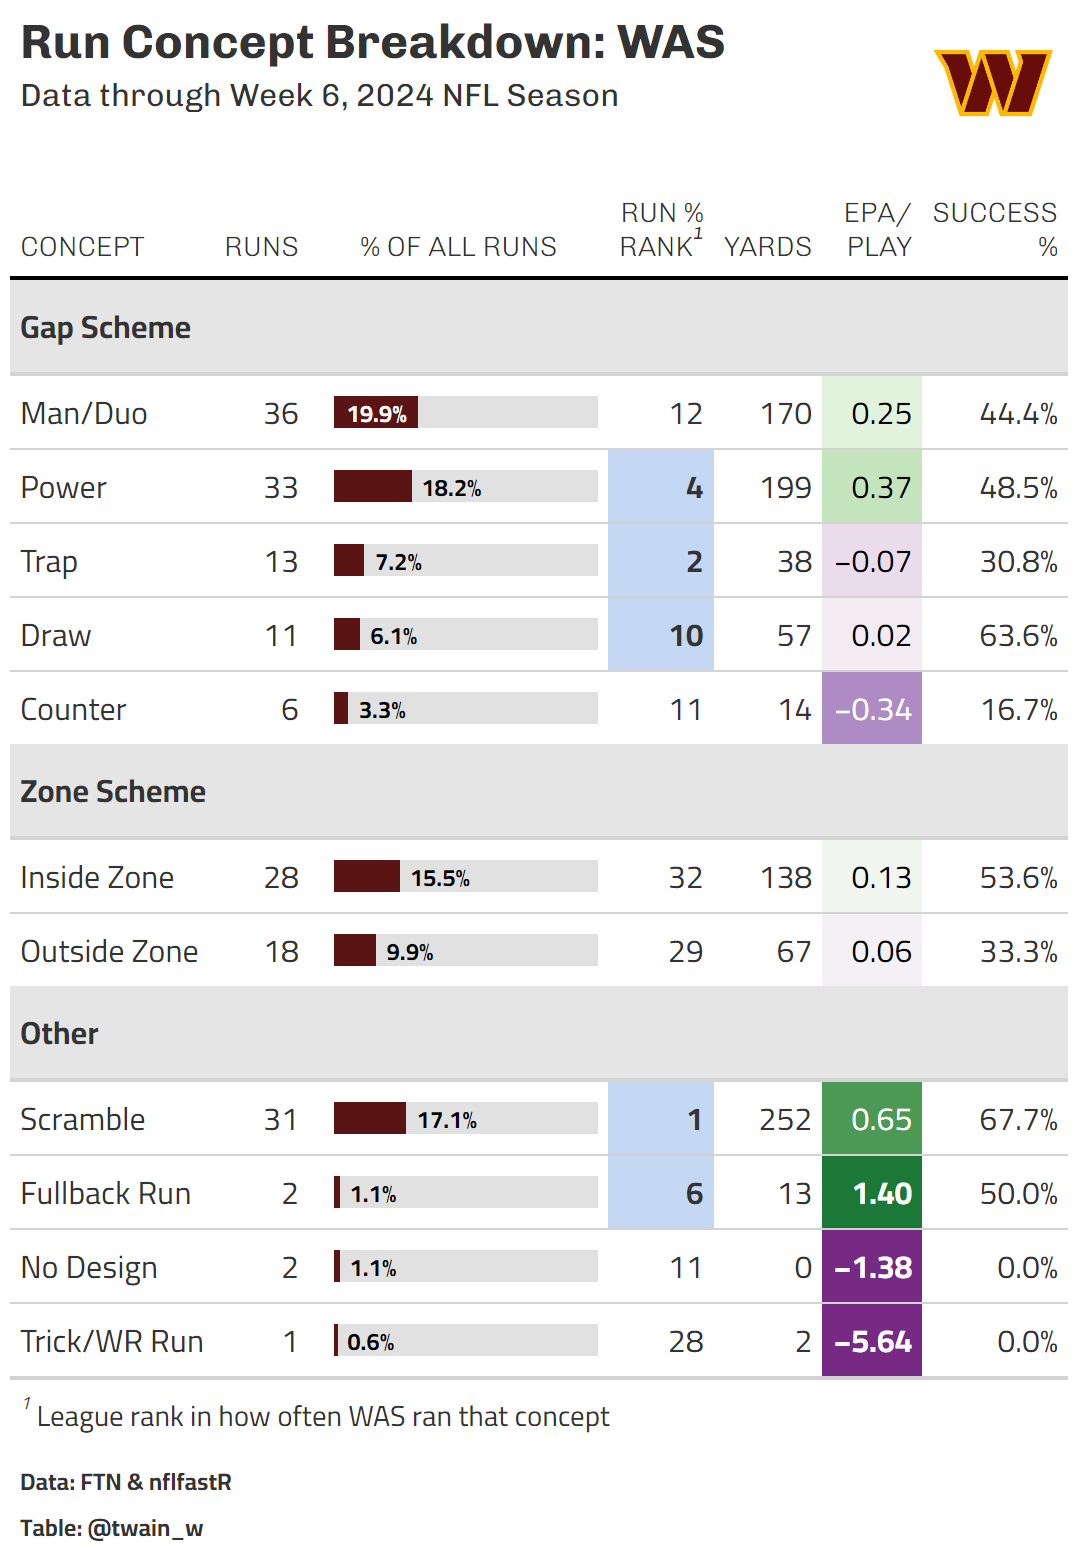 Run Concept Breakdown: WAS
Data through Week 6, 2024 NFL Season
CONCEPT RUNS % OF ALL RUNS RUN % RANK1 YARDS EPA/ PLAY SUCCESS %
Gap Scheme
Man/Duo 36 19.9% 12 170 0.25 44.4%
Power 33 18.2% 4 199 0.37 48.5%
Trap 13 7.2% 2 38 −0.07 30.8%
Draw 11 6.1% 10 57 0.02 63.6%
Counter 6 3.3% 11 14 −0.34 16.7%
Zone Scheme
Inside Zone 28 15.5% 32 138 0.13 53.6%
Outside Zone 18 9.9% 29 67 0.06 33.3%
Other
Scramble 31 17.1% 1 252 0.65 67.7%
Fullback Run 2 1.1% 6 13 1.40 50.0%
No Design 2 1.1% 11 0 −1.38 0.0%
Trick/WR Run 1 0.6% 28 2 −5.64 0.0%
1 League rank in how often WAS ran that concept
Data: FTN & nflfastR
Table: @twain_w